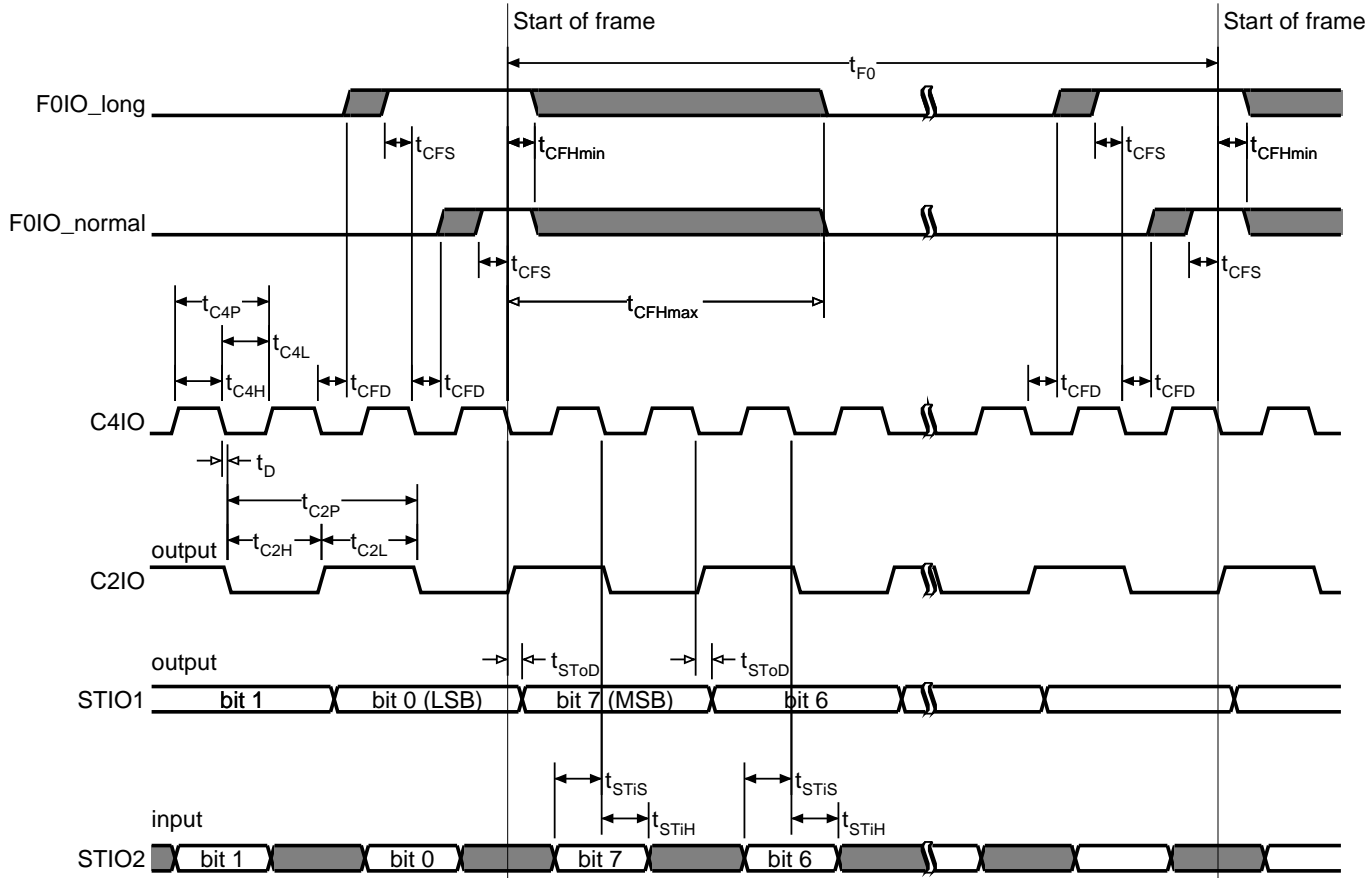 Start of frame
Start of frame
tF0
F0IO_long
tCFS
tCFHmin
tCFS
tCFHmin
F0IO_normal
tCFS
tCFS
tC4P
tCFHmax
tC4L
tC4H
tCFD
tCFD
tCFD
tCFD
C4IO
tD
tC2P
output
tC2H
tC2L
C2IO
output
tSToD
tSToD
STIO1
bit 1
bit 0 (LSB)
bit 7 (MSB)
bit 6
tSTiS
tSTiS
input
tSTiH
tSTiH
STIO2
bit 1
bit 0
bit 7
bit 6